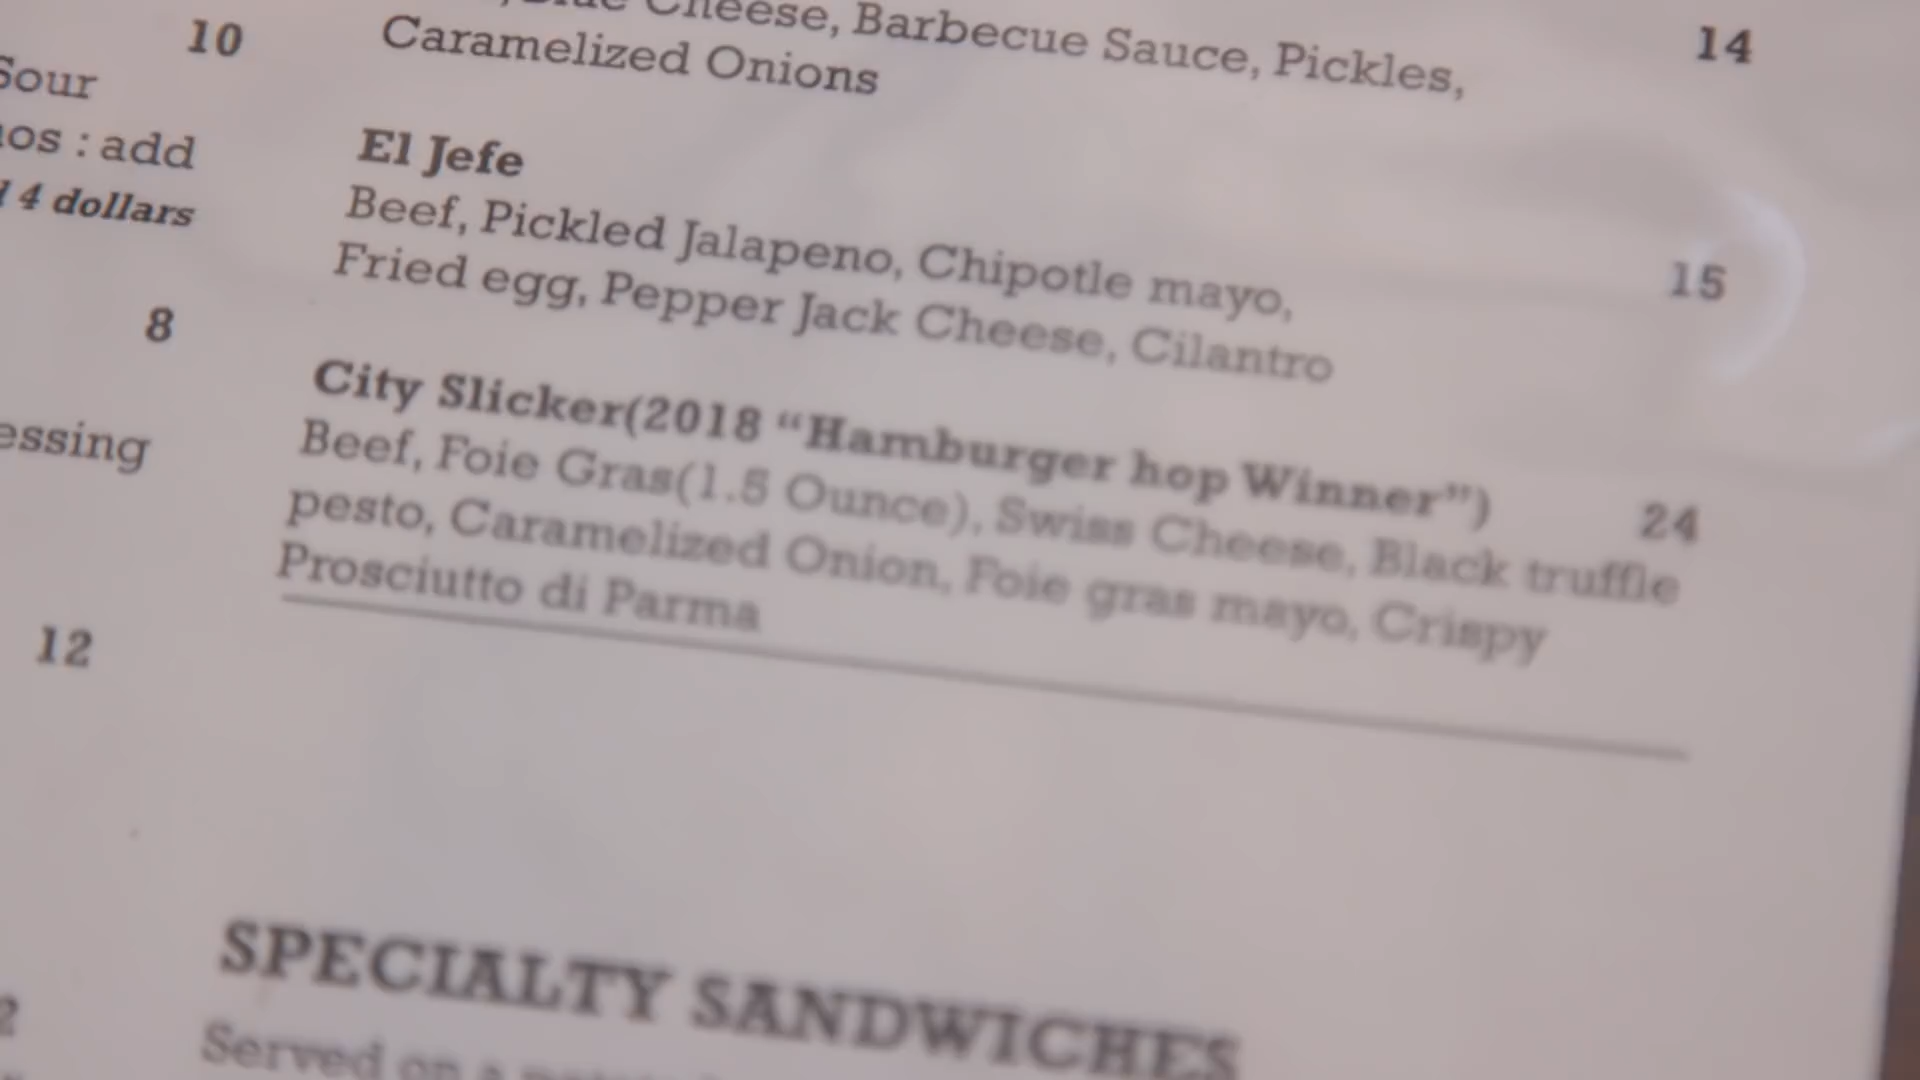 10
Sour
: add
4 dollars
8
12
Cheese, Barbecue Sauce, Pickles,
Caramelized Onions
14
El Jefe
Beef, Pickled Jalapeno, Chipotle mayo,
Fried egg, Pepper Jack Cheese, Cilantro
15
City Slicker(2018 “Hamburger hop Winner”)
Beef, Foie Gras(1.5 Ounce), Swiss Cheese, Black truffle
pesto, Caramelized Onion, Foie gras mayo, Crispy
Prosciutto di Parma
24
SPECIALTY SANDWICHES
Served on a